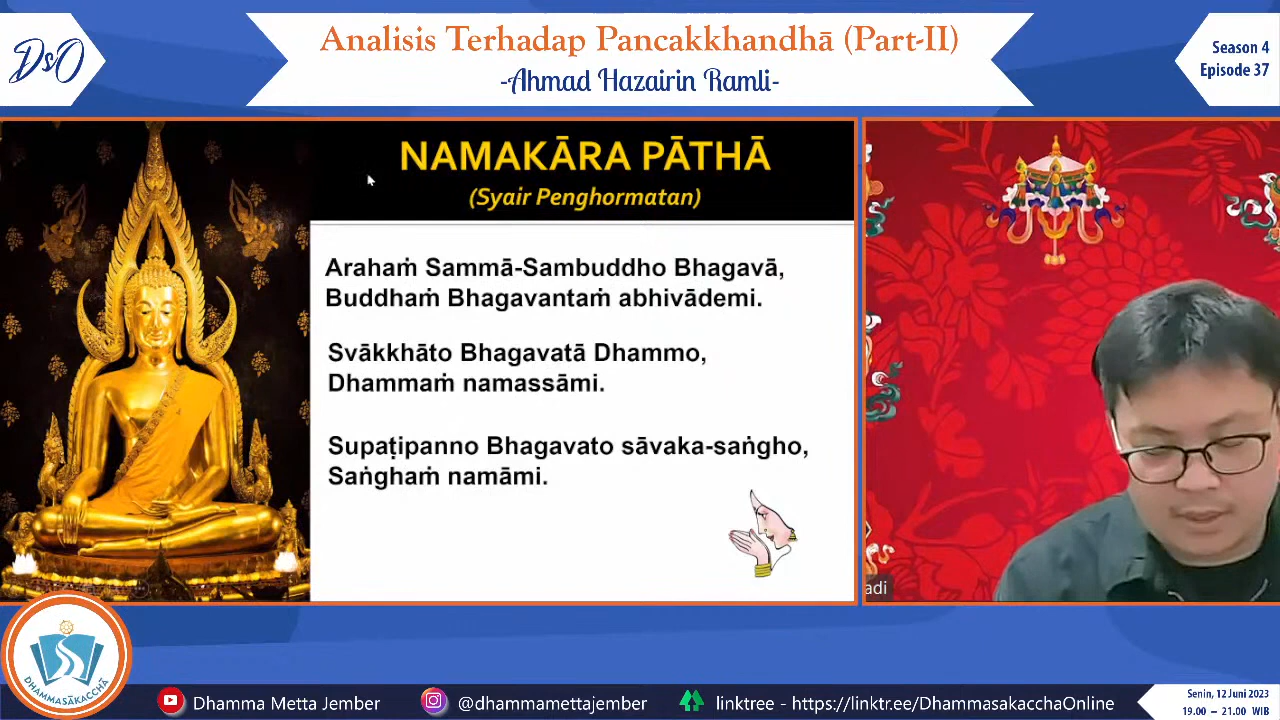 DsO
Analisis Terhadap Pancakkhandhā (Part-II)
-Ahmad Hazairin Ramli-
Season 4
Episode 37
NAMAKĀRA PĀTHĀ
(Syair Penghormatan)
Arahaṁ Sammā-Sambuddho Bhagavā,
Buddhaṁ Bhagavantaṁ abhivādemi.
Svākkhāto Bhagavatā Dhammo,
Dhammaṁ namassāmi.
Supaṭipanno Bhagavato sāvaka-saṅgho,
Saṅghaṁ namāmi.
adi
DHAMMASĀKACCHĀ
Dhamma Metta Jember
@dhammamettajember
linktree - https://linktr.ee/DhammasakacchaOnline
Senin, 12 Juni 2023
19.00 – 21.00 WIB